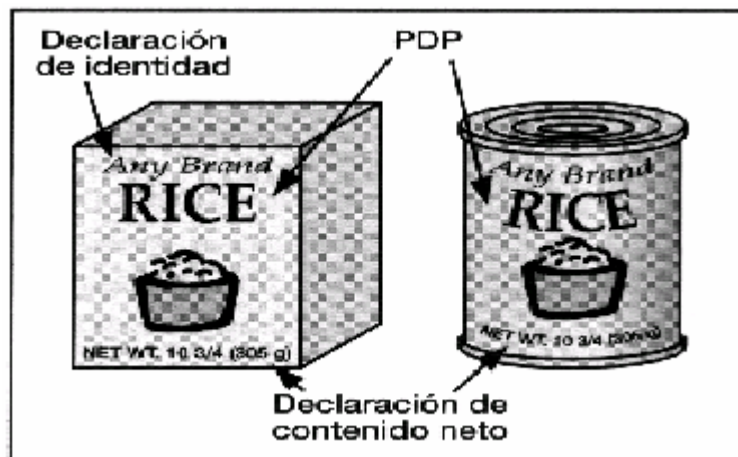 Declaración
de identidad
PDP
Any Brand
RICE
NET WT. 10 3/4 (305 g)
Any Brand
RICE
NET WT. 10 3/4 (305 g)
Declaración de
contenido neto